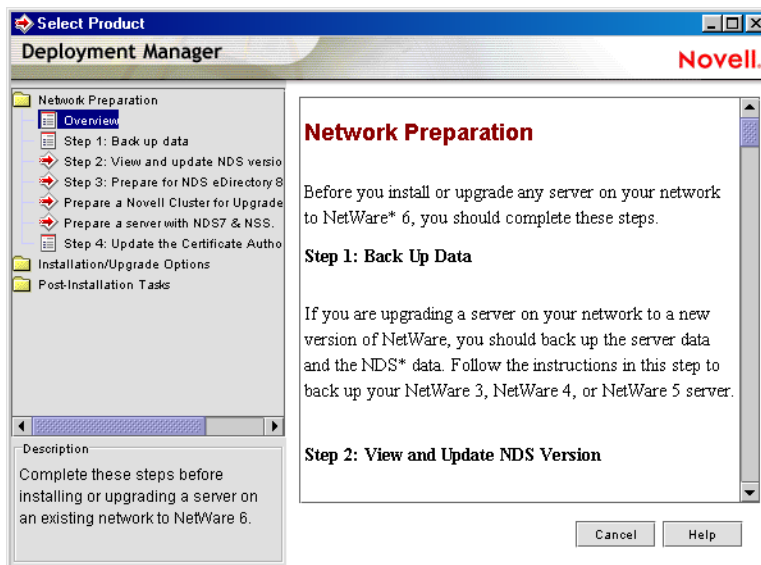 Select Product
Deployment Manager
Novell.
Network Preparation
Overview
Step 1: Back up data
Step 2: View and update NDS versio
Step 3: Prepare for NDS eDirectory 8
Prepare a Novell Cluster for Upgrade
Prepare a server with NDS7 & NSS.
Step 4: Update the Certificate Autho
Installation/Upgrade Options
Post-Installation Tasks
Description
Complete these steps before
installing or upgrading a server on
an existing network to NetWare 6.
Network Preparation
Before you install or upgrade any server on your network
to NetWare* 6, you should complete these steps.
Step 1: Back Up Data
If you are upgrading a server on your network to a new
version of NetWare, you should back up the server data
and the NDS* data. Follow the instructions in this step to
back up your NetWare 3, NetWare 4, or NetWare 5 server.
Step 2: View and Update NDS Version
Cancel
Help